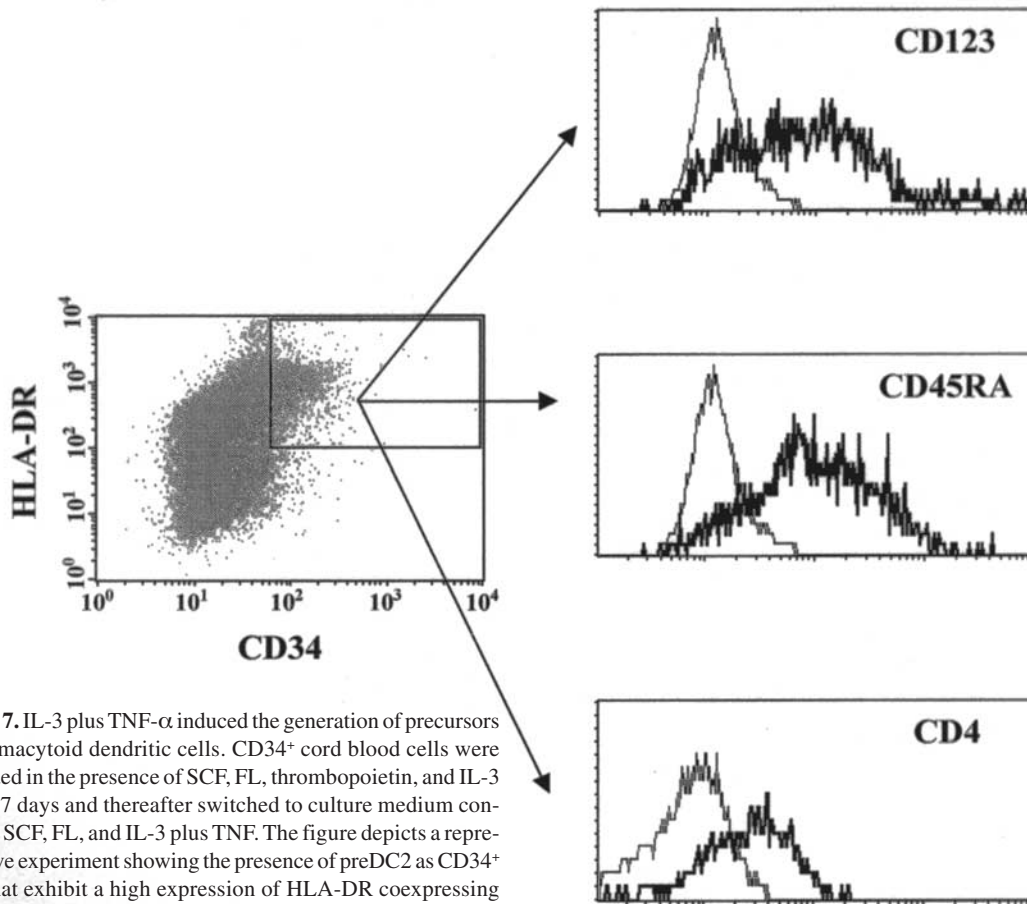 CD123
CD45RA
CD4
HLA-DR
10⁴
10³
10²
10¹
10⁰
10⁰ 10¹ 10² 10³ 10⁴
CD34
7. IL-3 plus TNF-α induced the generation of precursors
macytoid dendritic cells. CD34⁺ cord blood cells were
ed in the presence of SCF, FL, thrombopoietin, and IL-3
7 days and thereafter switched to culture medium con-
SCF, FL, and IL-3 plus TNF. The figure depicts a repre-
ve experiment showing the presence of preDC2 as CD34⁺
at exhibit a high expression of HLA-DR coexpressing